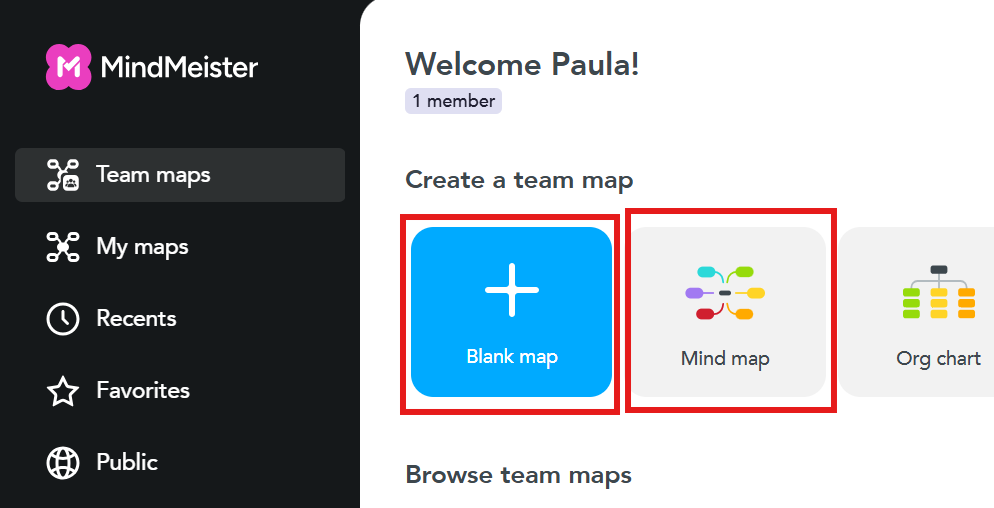 MindMeister
Team maps
My maps
Recents
Favorites
Public
Welcome Paula!
1 member
Create a team map
Blank map
Mind map
Org chart
Browse team maps